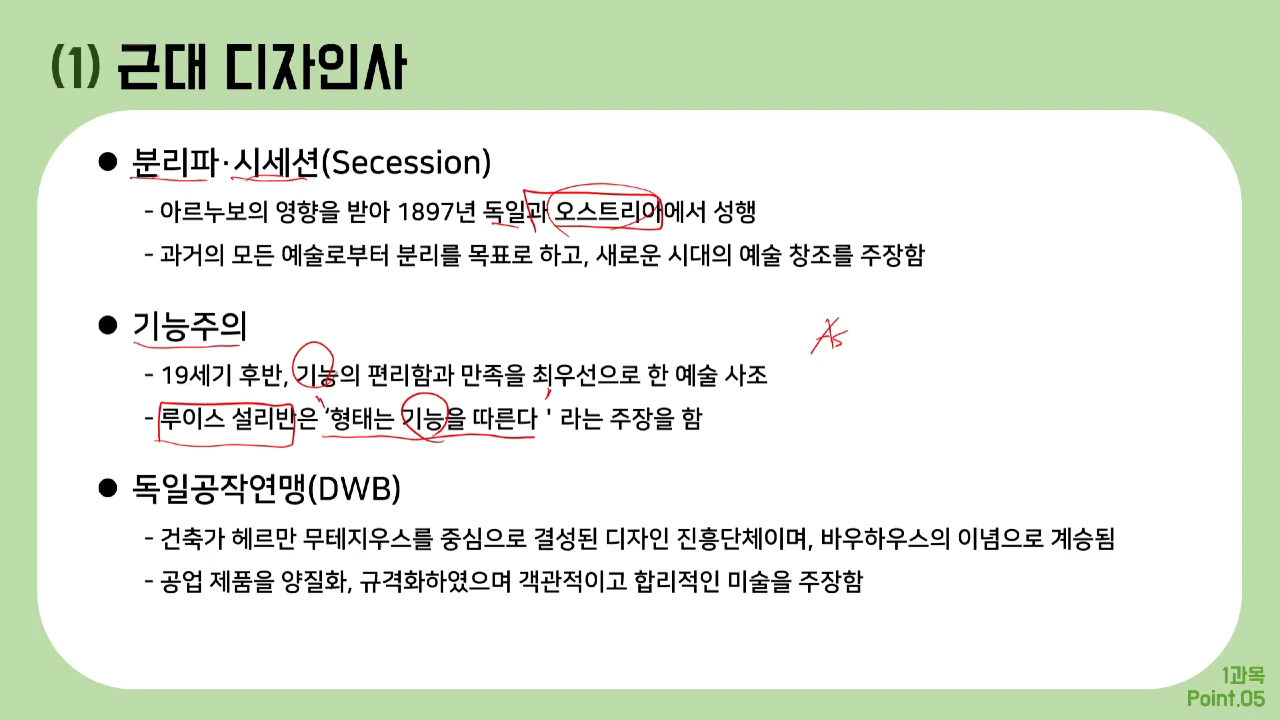 (1) 근대 디자인사
● 분리파·시세션(Secession)
- 아르누보의 영향을 받아 1897년 독일과 오스트리아에서 성행
- 과거의 모든 예술로부터 분리를 목표로 하고, 새로운 시대의 예술 창조를 주장함
● 기능주의
- 19세기 후반, 기능의 편리함과 만족을 최우선으로 한 예술 사조
- 루이스 설리반은 '형태는 기능을 따른다 ' 라는 주장을 함
● 독일공작연맹(DWB)
- 건축가 헤르만 무테지우스를 중심으로 결성된 디자인 진흥단체이며, 바우하우스의 이념으로 계승됨
- 공업 제품을 양질화, 규격화하였으며 객관적이고 합리적인 미술을 주장함
1과목
Point.05